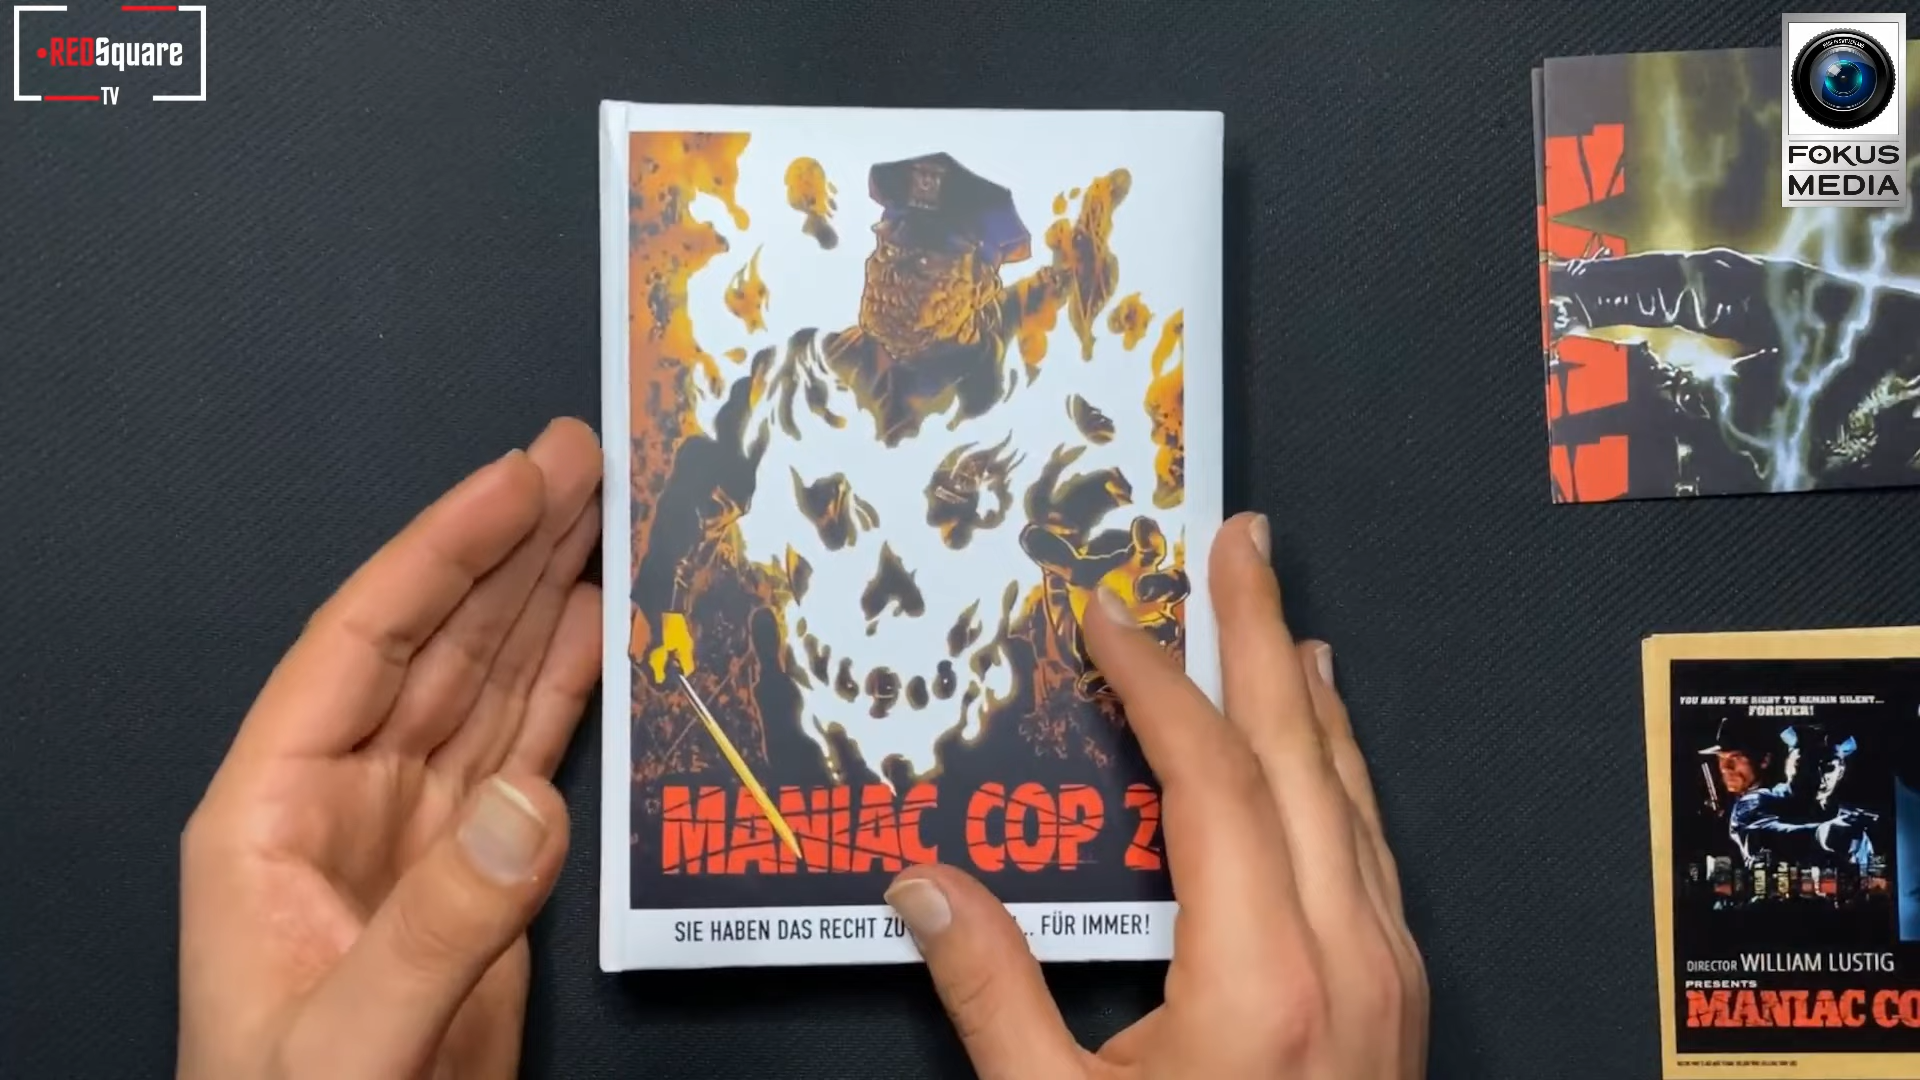 REDSquare
TV
FOKUS
MEDIA
MANIAC COP 2
SIE HABEN DAS RECHT ZU FÜR IMMER!
YOU HAVE THE RIGHT TO REMAIN SILENT...
FOREVER!
DIRECTOR WILLIAM LUSTIG
PRESENTS
MANIAC CO